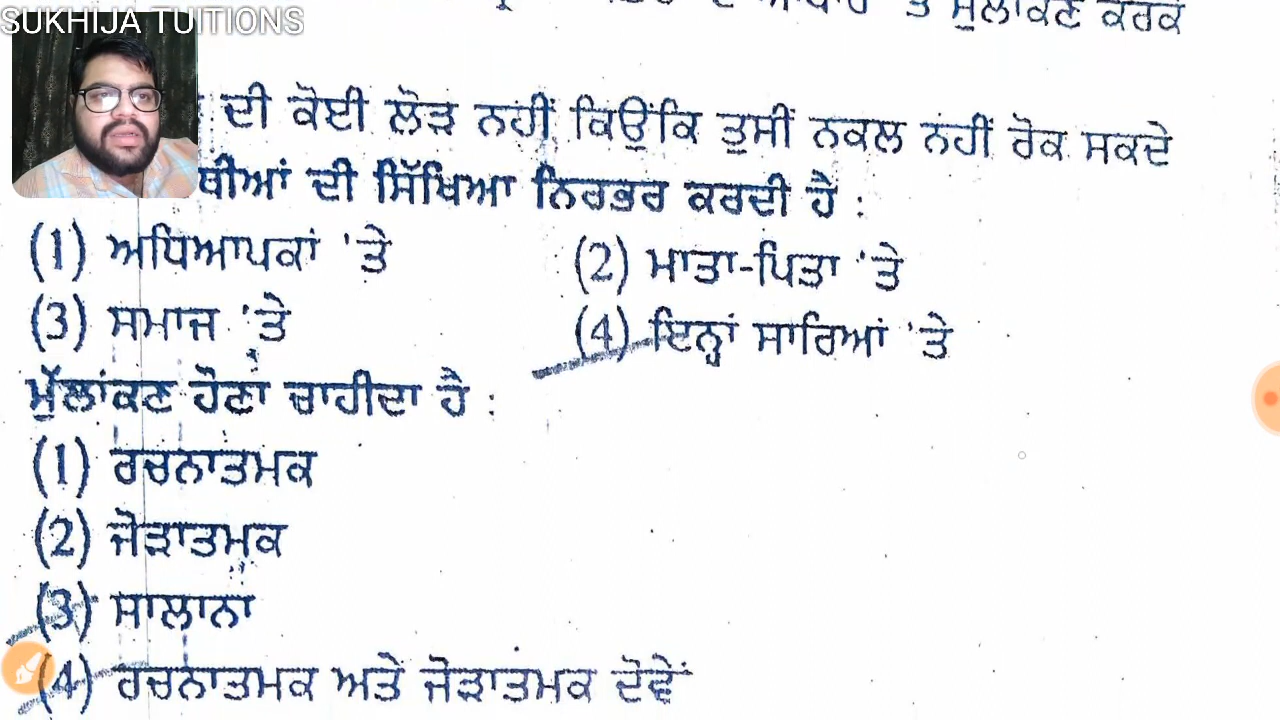 SUKHIJA TUITIONS
ਮੁਲਾਂਕਣ ਕਰਕੇ
ਦੀ ਕੋਈ ਲੋੜ ਨਹੀਂ ਕਿਉਂਕਿ ਤੁਸੀਂ ਨਕਲ ਨਹੀਂ ਰੋਕ ਸਕਦੇ
ਥੀਆਂ ਦੀ ਸਿੱਖਿਆ ਨਿਰਭਰ ਕਰਦੀ ਹੈ :
(1) ਅਧਿਆਪਕਾਂ 'ਤੇ (2) ਮਾਤਾ-ਪਿਤਾ 'ਤੇ
(3) ਸਮਾਜ 'ਤੇ (4) ਇਨ੍ਹਾਂ ਸਾਰਿਆਂ 'ਤੇ
ਮੁੱਲਾਂਕਣ ਹੋਣਾ ਚਾਹੀਦਾ ਹੈ :
(1) ਰਚਨਾਤਮਕ
(2) ਜੋੜਾਤਮਕ
(3) ਸਾਲਾਨਾ
(4) ਰਚਨਾਤਮਕ ਅਤੇ ਜੋੜਾਤਮਕ ਦੋਵੇਂ